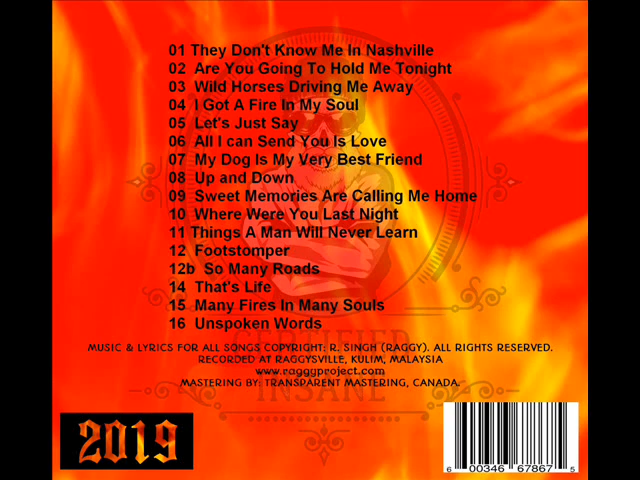 01 They Don't Know Me In Nashville
02 Are You Going To Hold Me Tonight
03 Wild Horses Driving Me Away
04 I Got A Fire In My Soul
05 Let's Just Say
06 All I can Send You Is Love
07 My Dog Is My Very Best Friend
08 Up and Down
09 Sweet Memories Are Calling Me Home
10 Where Were You Last Night
11 Things A Man Will Never Learn
12 Footstomper
12b So Many Roads
14 That's Life
15 Many Fires In Many Souls
16 Unspoken Words
CERTIFIED
MUSIC & LYRICS FOR ALL SONGS COPYRIGHT: R. SINGH (RAGGY). ALL RIGHTS RESERVED.
RECORDED AT RAGGYSVILLE, KULIM, MALAYSIA
www.raggproject.com
MASTERING BY: TRANSPARENT MASTERING, CANADA.
INSANE
2019
6 00346 67867 5